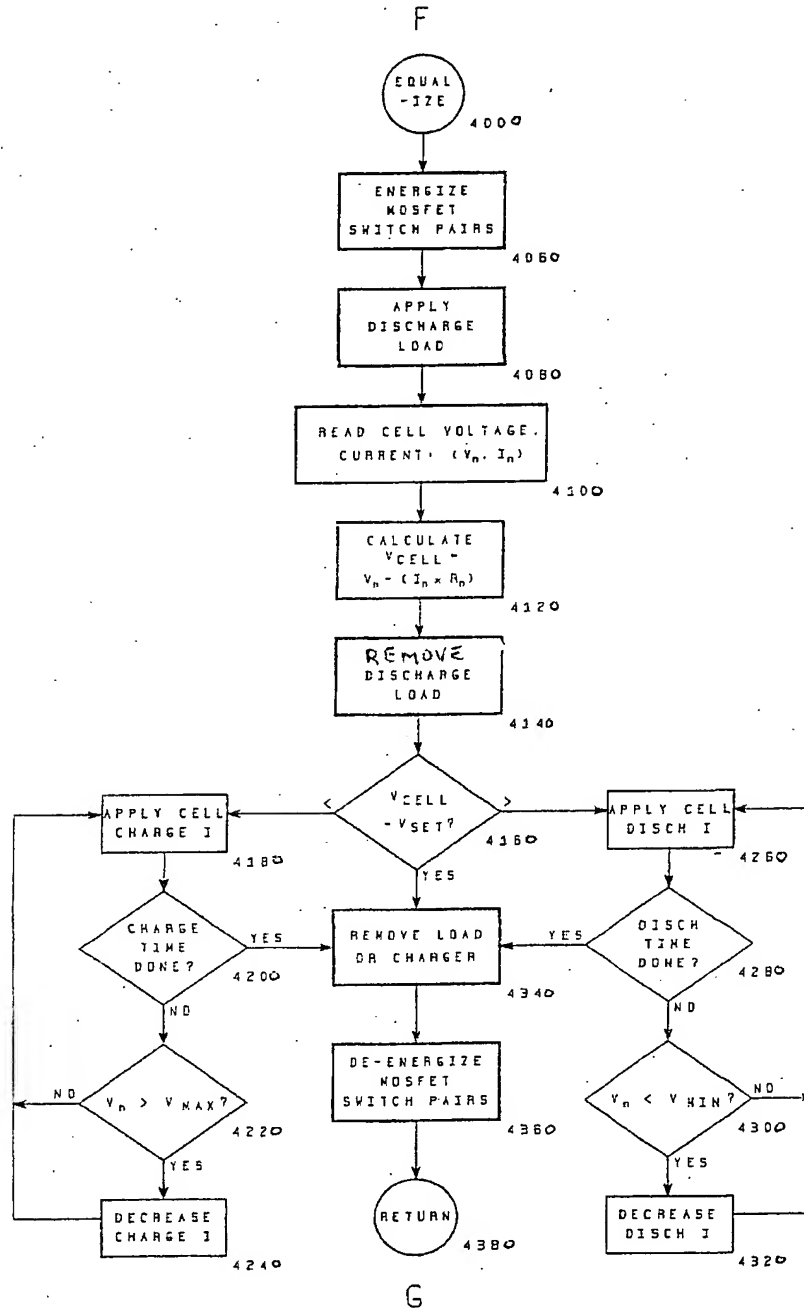 F
EQUAL
-IZE
4000
ENERGIZE
MOSFET
SWITCH PAIRS
4060
APPLY
DISCHARGE
LOAD
4080
READ CELL VOLTAGE.
CURRENT: (Vn, In)
4100
CALCULATE
VCELL -
Vn - (In × Rn)
4120
REMOVE
DISCHARGE
LOAD
4140
VCELL
- VSET?
4160
<
>
YES
APPLY CELL
CHARGE I
4180
CHARGE
TIME
DONE?
4200
YES
NO
Vn > VMAX?
4220
NO
YES
DECREASE
CHARGE I
4240
REMOVE LOAD
OR CHARGER
4340
DE-ENERGIZE
MOSFET
SWITCH PAIRS
4360
RETURN
4380
APPLY CELL
DISCH I
4260
DISCH
TIME
DONE?
4280
YES
NO
Vn < VMIN?
4300
NO
YES
DECREASE
DISCH I
4320
G